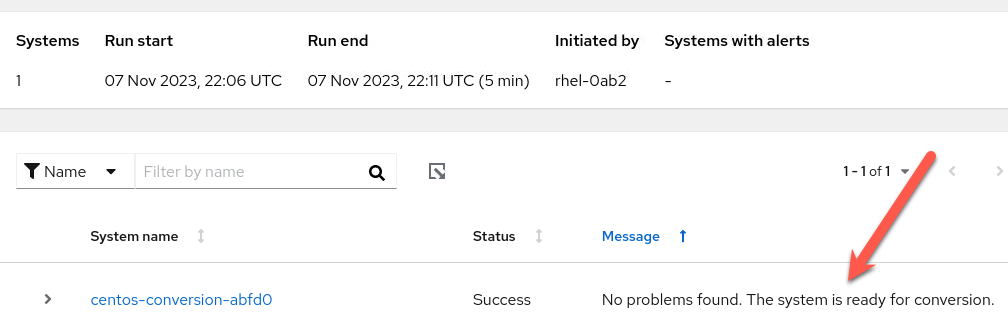 Systems Run start Run end Initiated by Systems with alerts
1 07 Nov 2023, 22:06 UTC 07 Nov 2023, 22:11 UTC (5 min) rhel-0ab2 -
Name Filter by name 1 - 1 of 1
System name Status Message
centos-conversion-abfd0 Success No problems found. The system is ready for conversion.